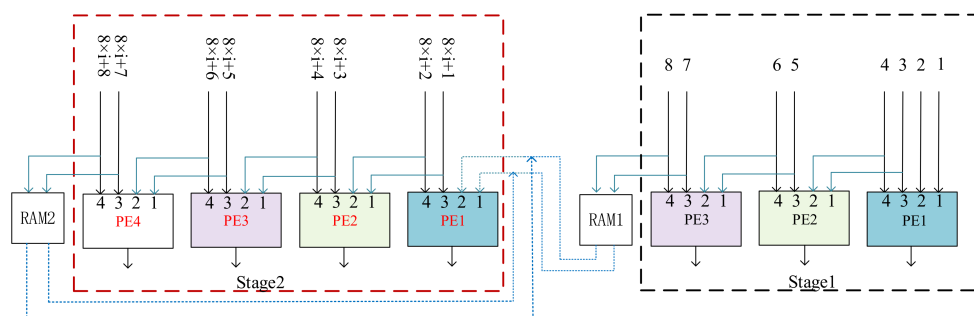 8×i+8 8×i+7 8×i+6 8×i+5 8×i+4 8×i+3 8×i+2 8×i+1
8 7 6 5 4 3 2 1
RAM2
4 3 2 1
PE4
4 3 2 1
PE3
4 3 2 1
PE2
4 3 2 1
PE1
Stage2
RAM1
4 3 2 1
PE3
4 3 2 1
PE2
4 3 2 1
PE1
Stage1